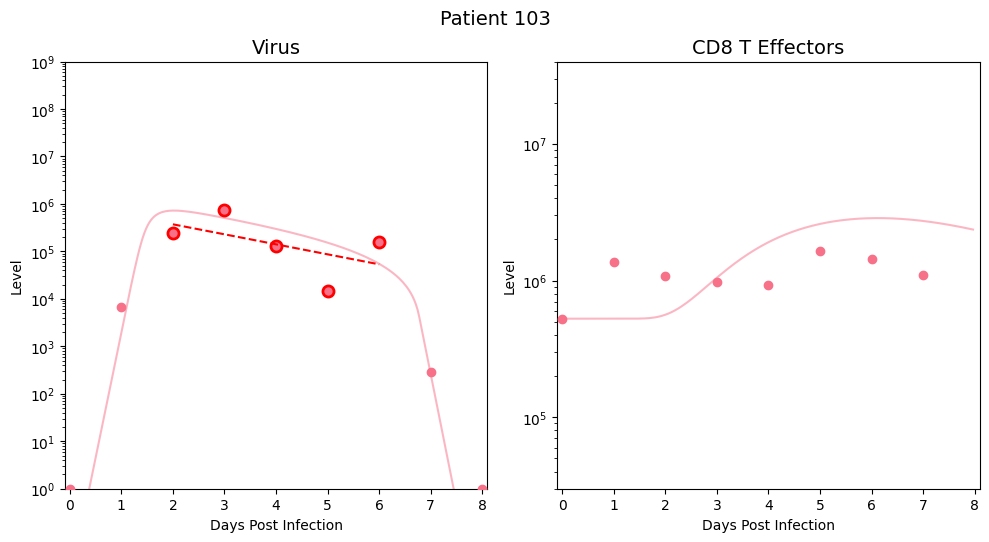 Patient 103
Virus
Level
10^9
10^8
10^7
10^6
10^5
10^4
10^3
10^2
10^1
10^0
0 1 2 3 4 5 6 7 8
Days Post Infection
CD8 T Effectors
Level
10^7
10^6
10^5
0 1 2 3 4 5 6 7 8
Days Post Infection